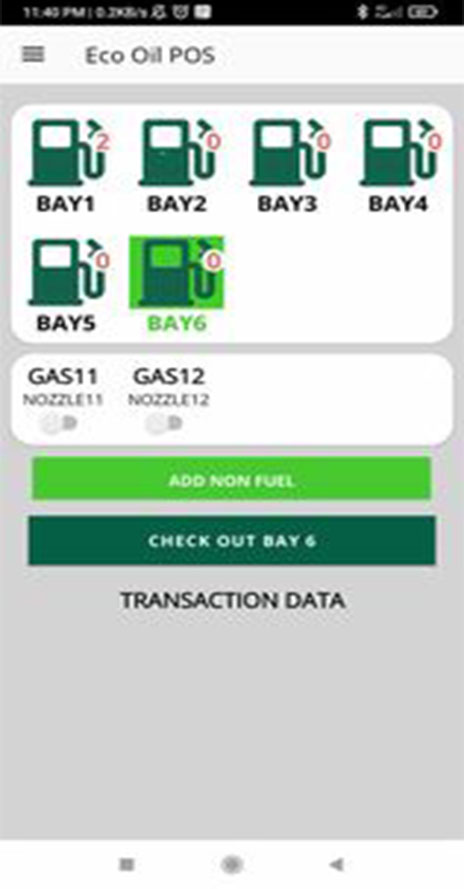 11:40 PM | 0.2KB/s
Eco Oil POS
2 0 0 0
BAY1 BAY2 BAY3 BAY4
0 0
BAY5 BAY6
GAS11 GAS12
NOZZLE11 NOZZLE12
ADD NON FUEL
CHECK OUT BAY 6
TRANSACTION DATA